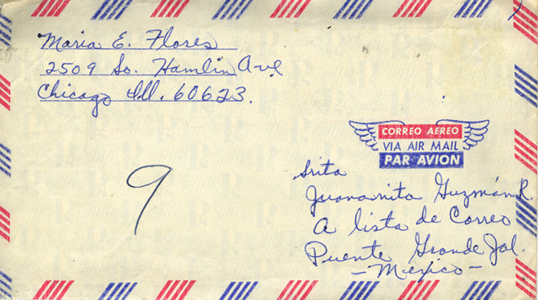 Maria E. Flores
2509 So. Hamlin Ave
Chicago Ill. 60623.
CORREO AEREO
VIA AIR MAIL
PAR AVION
9
Srita
Juananita Guzmán R.
A lista de Correo
Puente Grande Jal.
-Mexico-